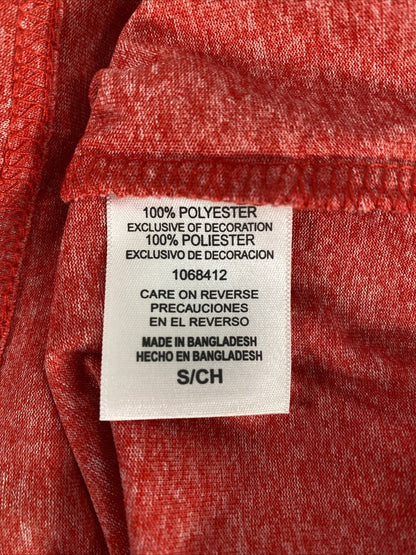 100% POLYESTER
EXCLUSIVE OF DECORATION
100% POLIESTER
EXCLUSIVO DE DECORACION
1068412
CARE ON REVERSE
PRECAUCIONES
EN EL REVERSO
MADE IN BANGLADESH
HECHO EN BANGLADESH
S/CH